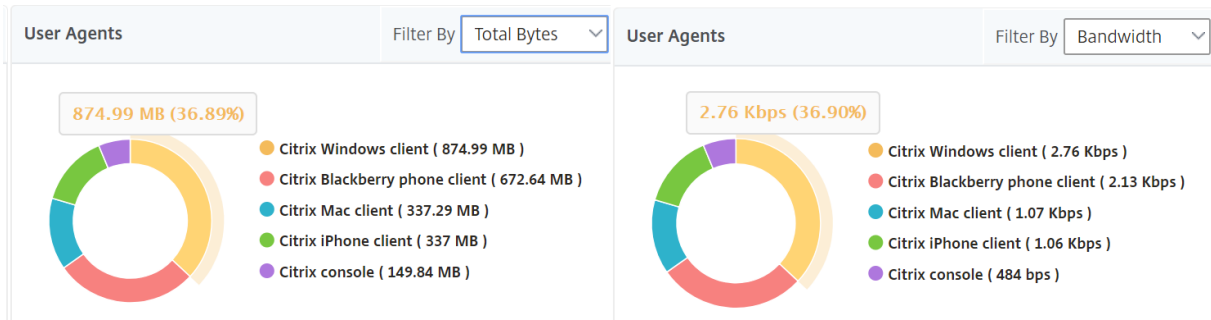 User Agents
Filter By Total Bytes
874.99 MB (36.89%)
Citrix Windows client ( 874.99 MB )
Citrix Blackberry phone client ( 672.64 MB )
Citrix Mac client ( 337.29 MB )
Citrix iPhone client ( 337 MB )
Citrix console ( 149.84 MB )
User Agents
Filter By Bandwidth
2.76 Kbps (36.90%)
Citrix Windows client ( 2.76 Kbps )
Citrix Blackberry phone client ( 2.13 Kbps )
Citrix Mac client ( 1.07 Kbps )
Citrix iPhone client ( 1.06 Kbps )
Citrix console ( 484 bps )